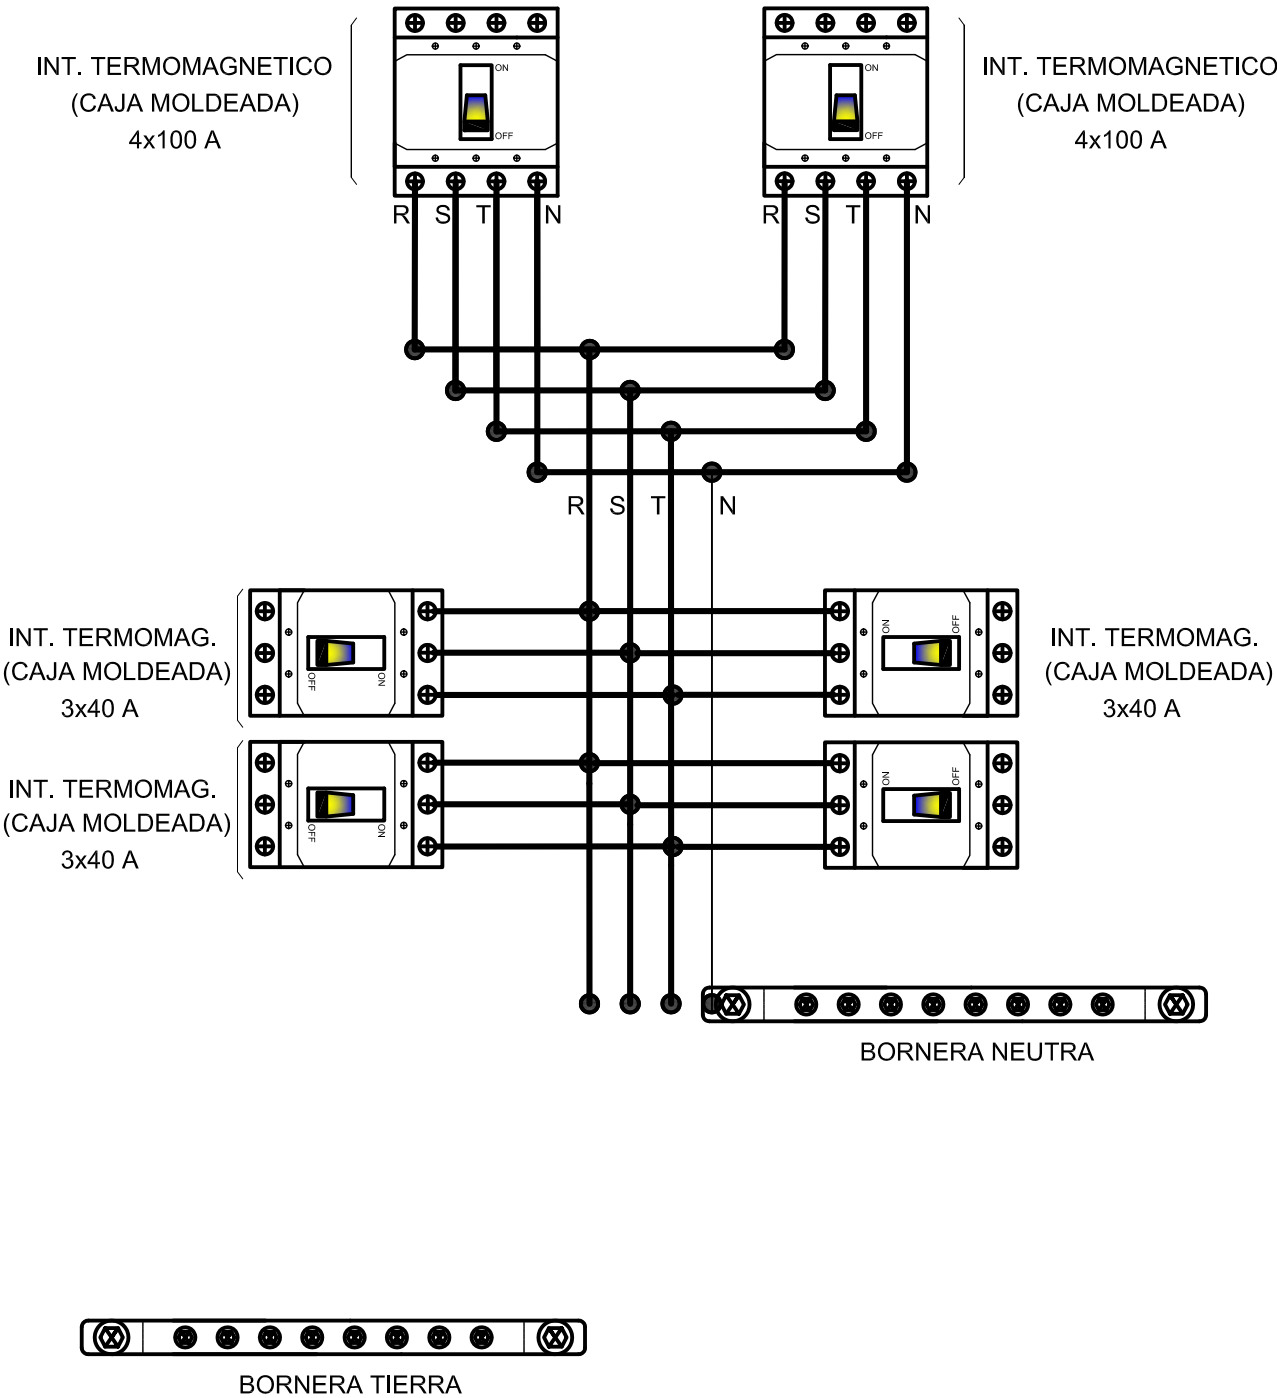 INT. TERMOMAGNETICO
(CAJA MOLDEADA)
4x100 A
ON
OFF
R S T N
INT. TERMOMAGNETICO
(CAJA MOLDEADA)
4x100 A
ON
OFF
R S T N
R S T N
INT. TERMOMAG.
(CAJA MOLDEADA)
3x40 A
OFF
ON
ON
OFF
INT. TERMOMAG.
(CAJA MOLDEADA)
3x40 A
INT. TERMOMAG.
(CAJA MOLDEADA)
3x40 A
OFF
ON
ON
OFF
BORNERA NEUTRA
BORNERA TIERRA